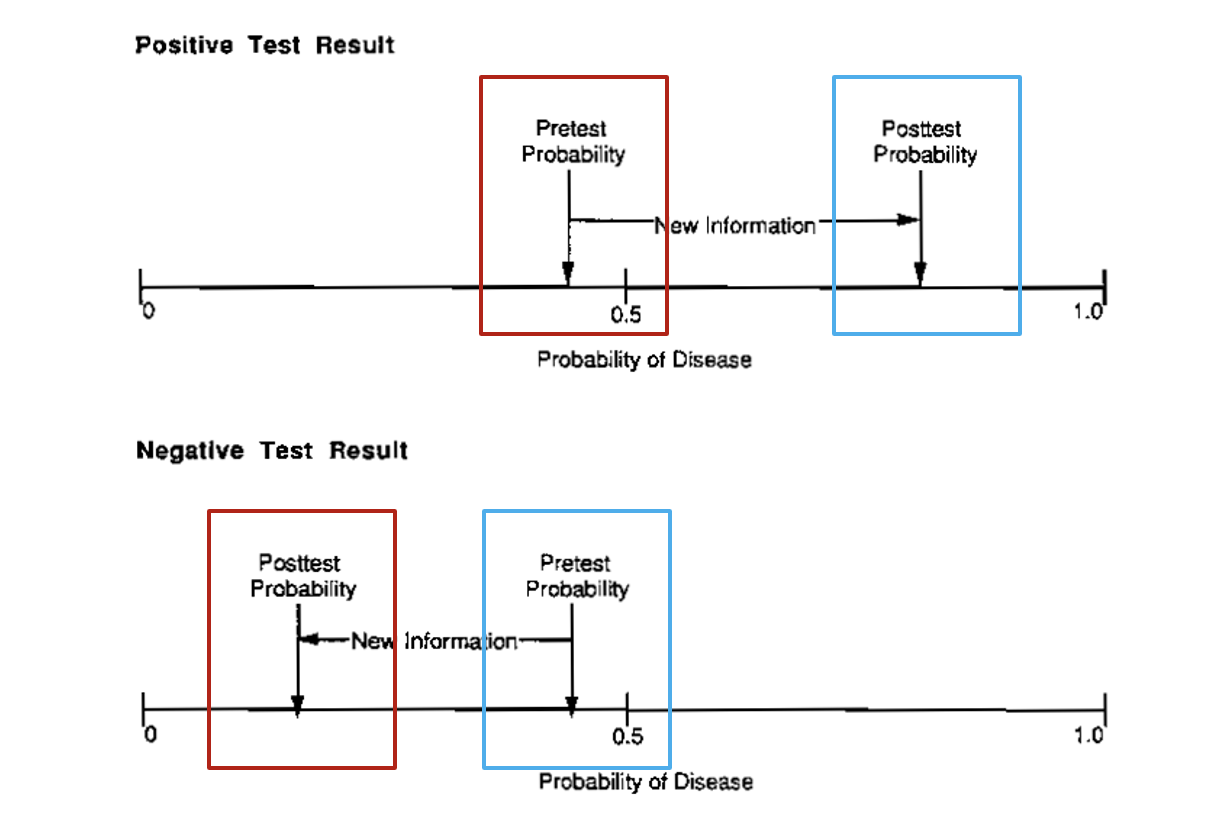 Positive Test Result
Pretest
Probability
Posttest
Probability
New Information
0
0.5
1.0
Probability of Disease
Negative Test Result
Posttest
Probability
Pretest
Probability
New Information
0
0.5
1.0
Probability of Disease